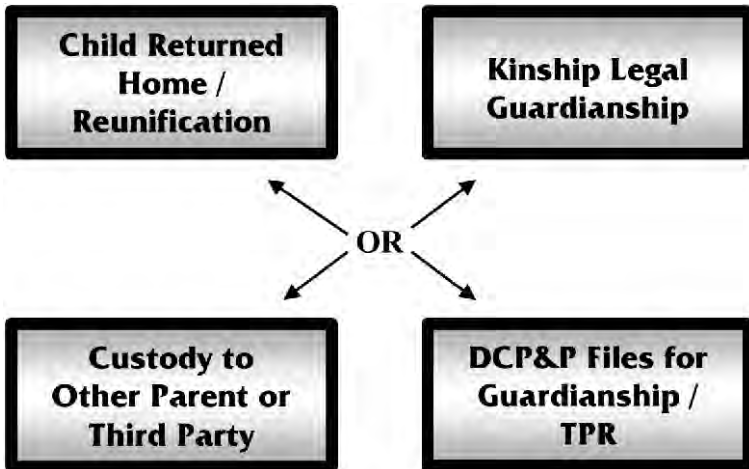 Child Returned
Home /
Reunification
Kinship Legal
Guardianship
OR
Custody to
Other Parent or
Third Party
DCP&P Files for
Guardianship /
TPR